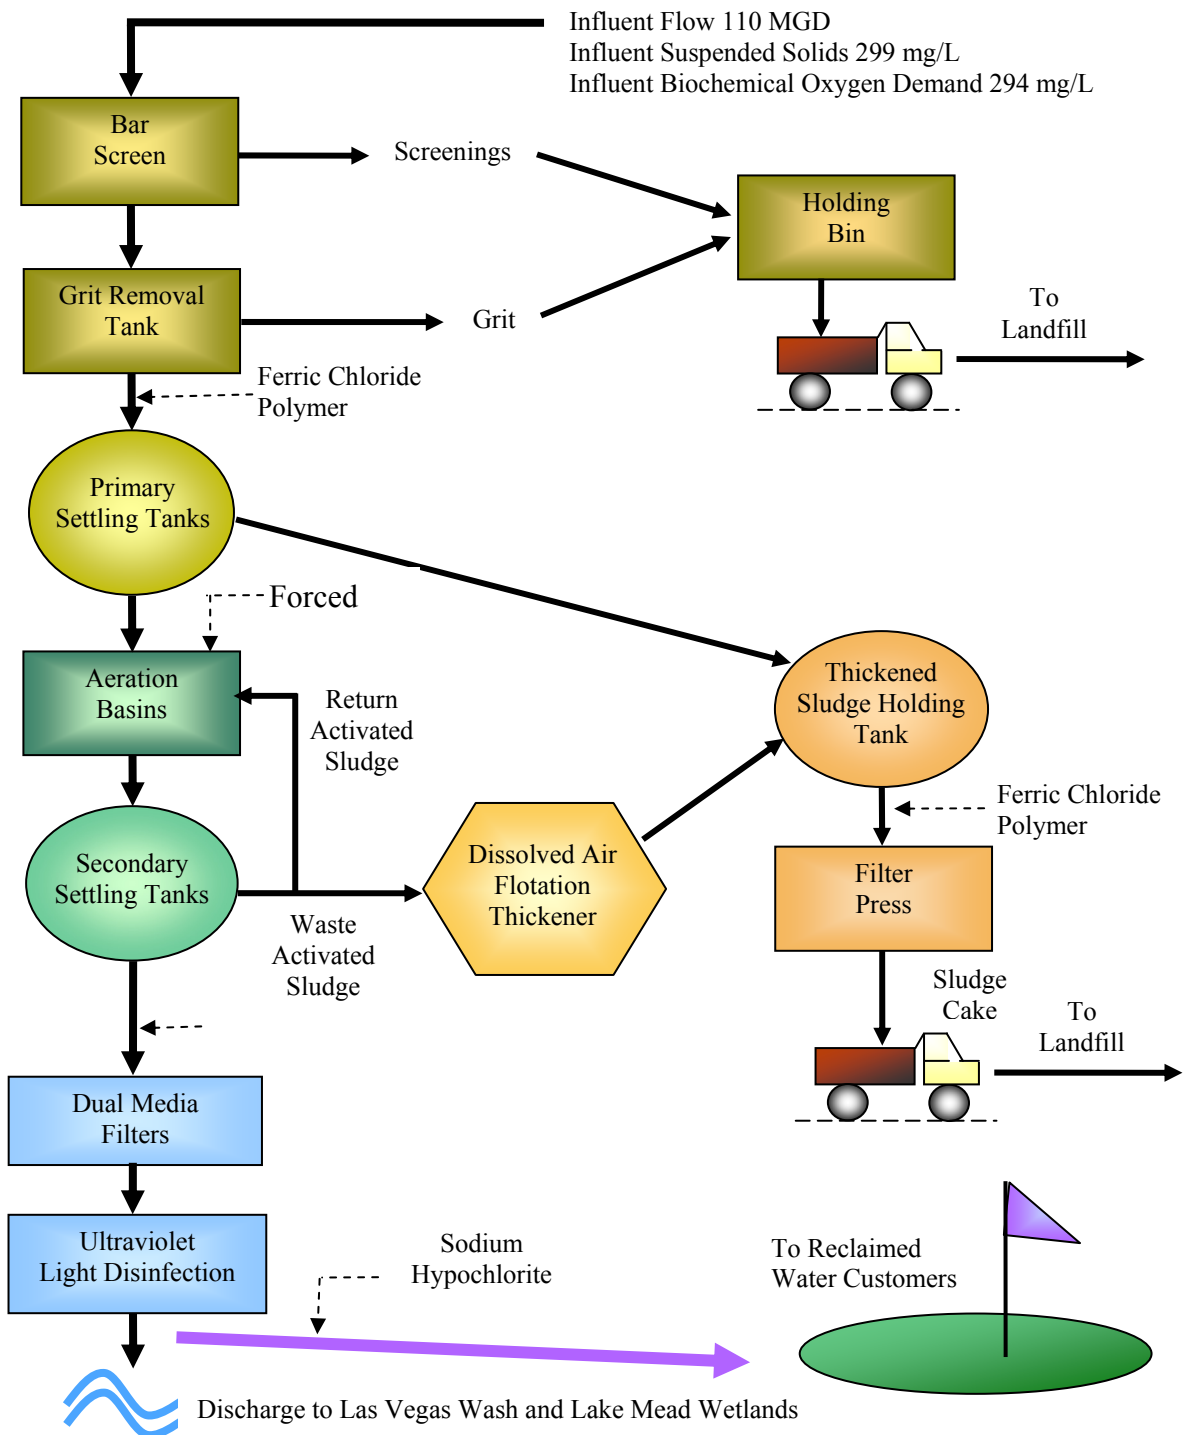 Influent Flow 110 MGD
Influent Suspended Solids 299 mg/L
Influent Biochemical Oxygen Demand 294 mg/L
Bar
Screen
Screenings
Holding
Bin
Grit Removal
Tank
Grit
To
Landfill
Ferric Chloride
Polymer
Primary
Settling Tanks
Forced
Aeration
Basins
Return
Activated
Sludge
Thickened
Sludge Holding
Tank
Ferric Chloride
Polymer
Secondary
Settling Tanks
Dissolved Air
Flotation
Thickener
Filter
Press
Waste
Activated
Sludge
Sludge
Cake
To
Landfill
Dual Media
Filters
Ultraviolet
Light Disinfection
Sodium
Hypochlorite
To Reclaimed
Water Customers
Discharge to Las Vegas Wash and Lake Mead Wetlands